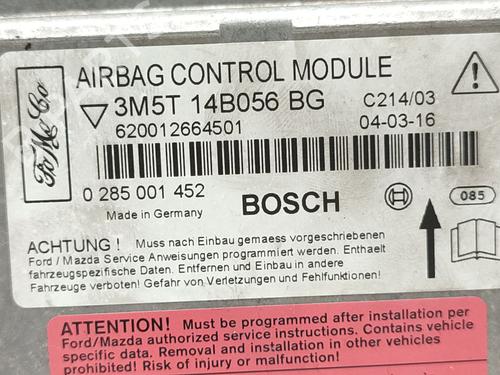 AIRBAG CONTROL MODULE
FoMoCo
3M5T 14B056 BG C214/03
620012664501 04-03-16
0 285 001 452
Made in Germany
BOSCH
085
ACHTUNG ! Muss nach Einbau gemaess vorgeschriebenen
Ford / Mazda Service Anweisungen programmiert werden. Enthaelt
fahrzeugspezifische Daten. Entfernen und Einbau in andere
Fahrzeuge verboten! Gefahr von Verletzungen und Fehlfunktionen!
ATTENTION! Must be programmed after installation per
Ford/Mazda authorized service instructions. Contains vehicle
specific data. Removal and installation in other vehicles
prohibited! Risk of injury or malfunction!